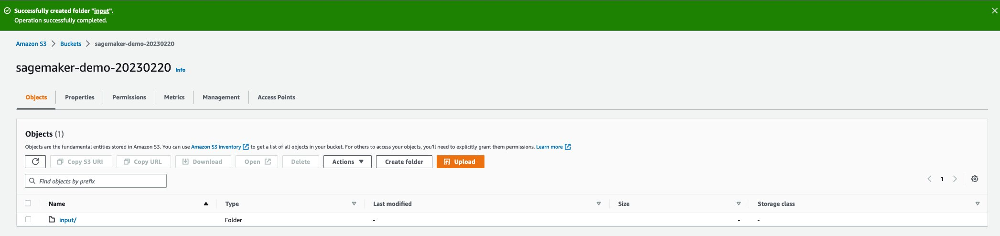 Successfully created folder "input".
Operation successfully completed.
Amazon S3 > Buckets > sagemaker-demo-20230220
sagemaker-demo-20230220 Info
Objects Properties Permissions Metrics Management Access Points
Objects (1)
Objects are the fundamental entities stored in Amazon S3. You can use Amazon S3 inventory to get a list of all objects in your bucket. For others to access your objects, you'll need to explicitly grant them permissions. Learn more
Copy S3 URI Copy URL Download Open Delete Actions Create folder Upload
Find objects by prefix 1
Name Type Last modified Size Storage class
input/ Folder - - -